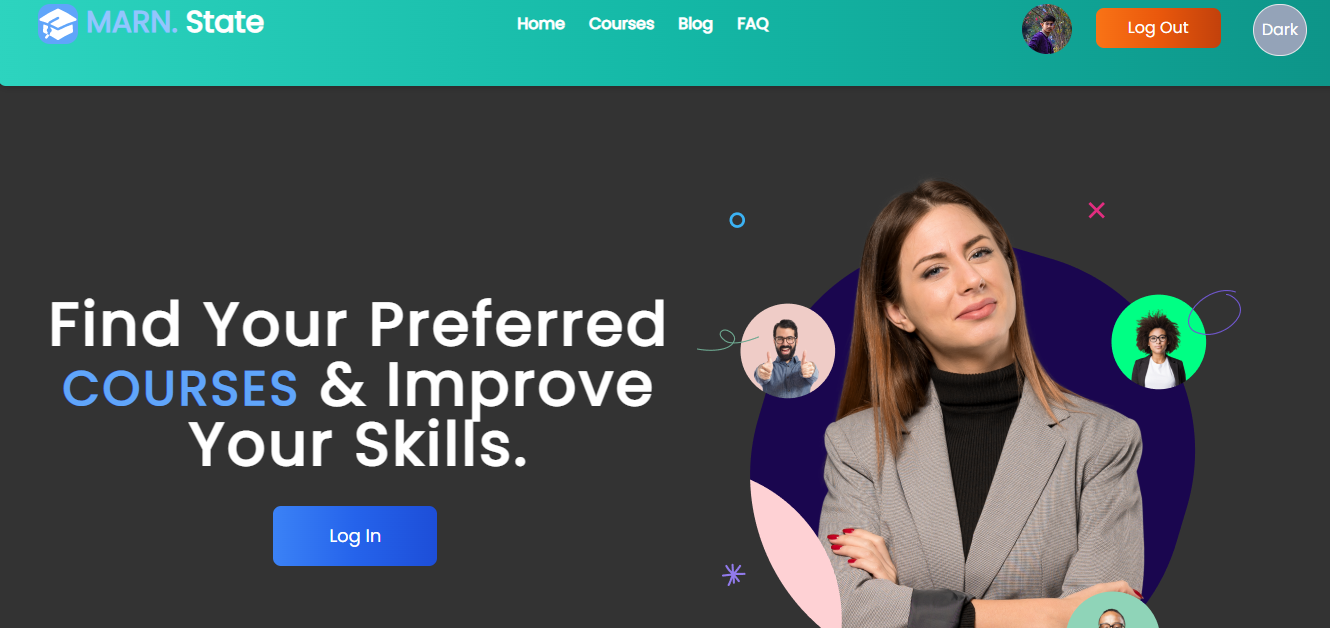 MARN. State
Home Courses Blog FAQ
Log Out
Dark
Find Your Preferred
COURSES & Improve
Your Skills.
Log In